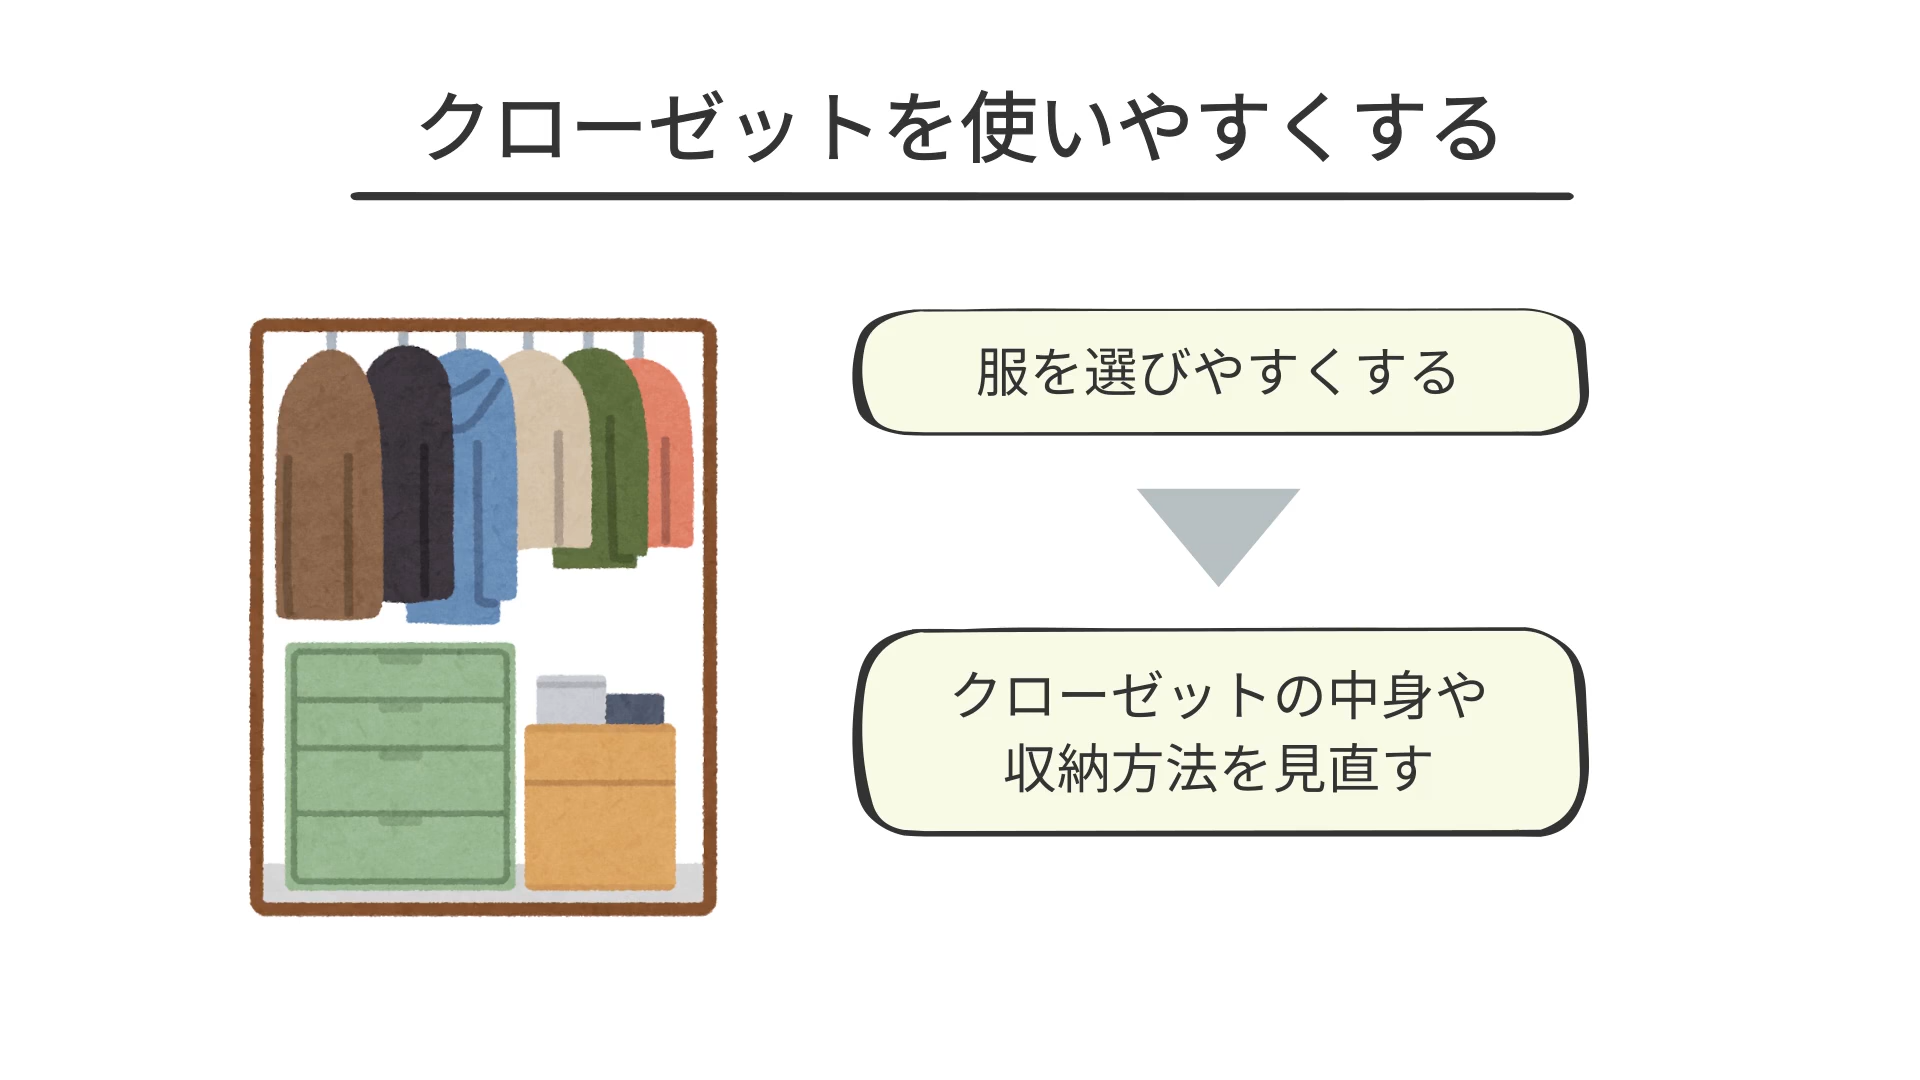 クローゼットを使いやすくする
服を選びやすくする
クローゼットの中身や
収納方法を見直す